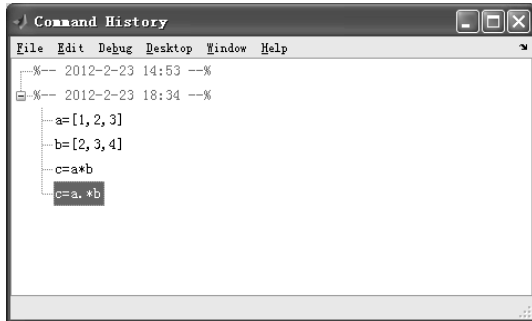 Command History
File Edit Debug Desktop Window Help
%-- 2012-2-23 14:53 --%
%-- 2012-2-23 18:34 --%
a=[1,2,3]
b=[2,3,4]
c=a*b
c=a.*b